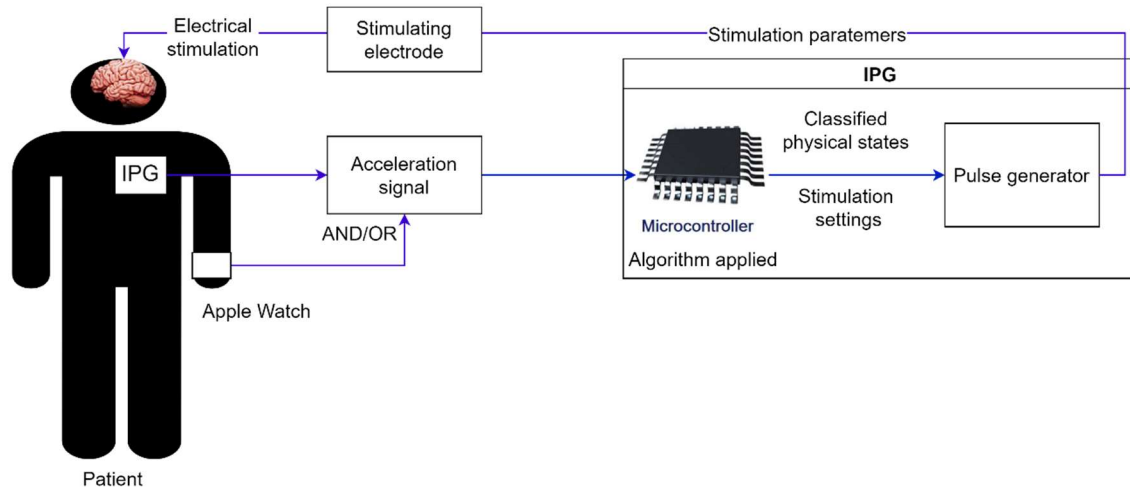 Electrical
stimulation
Stimulating
electrode
Stimulation paratemers
IPG
IPG
Acceleration
signal
AND/OR
Apple Watch
Microcontroller
Algorithm applied
Classified
physical states
Stimulation
settings
Pulse generator
Patient